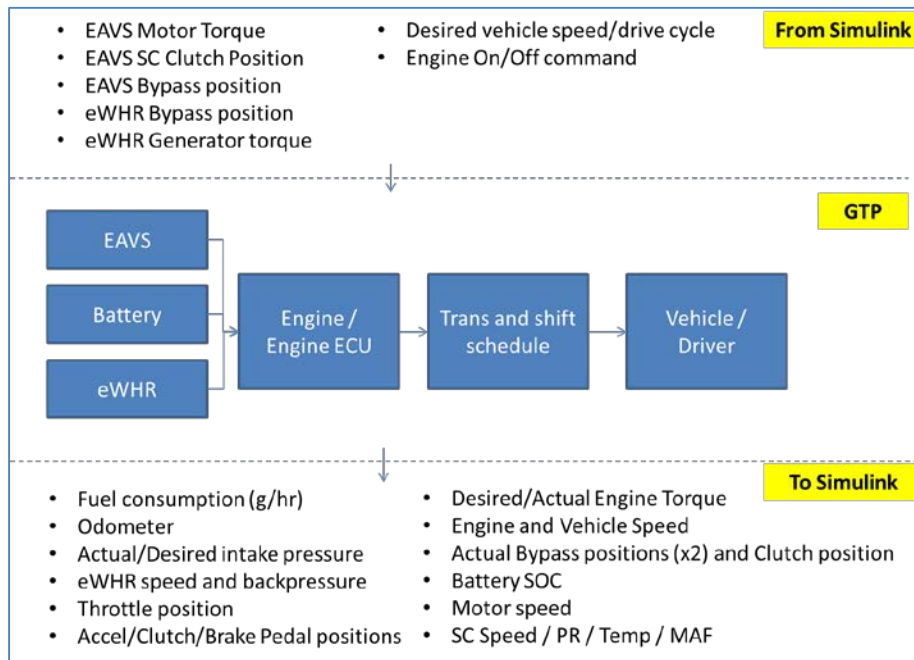 • EAVS Motor Torque
• EAVS SC Clutch Position
• EAVS Bypass position
• eWHR Bypass position
• eWHR Generator torque
• Desired vehicle speed/drive cycle
• Engine On/Off command
From Simulink
GTP
EAVS
Battery
eWHR
Engine /
Engine ECU
Trans and shift
schedule
Vehicle /
Driver
To Simulink
• Fuel consumption (g/hr)
• Odometer
• Actual/Desired intake pressure
• eWHR speed and backpressure
• Throttle position
• Accel/Clutch/Brake Pedal positions
• Desired/Actual Engine Torque
• Engine and Vehicle Speed
• Actual Bypass positions (x2) and Clutch position
• Battery SOC
• Motor speed
• SC Speed / PR / Temp / MAF